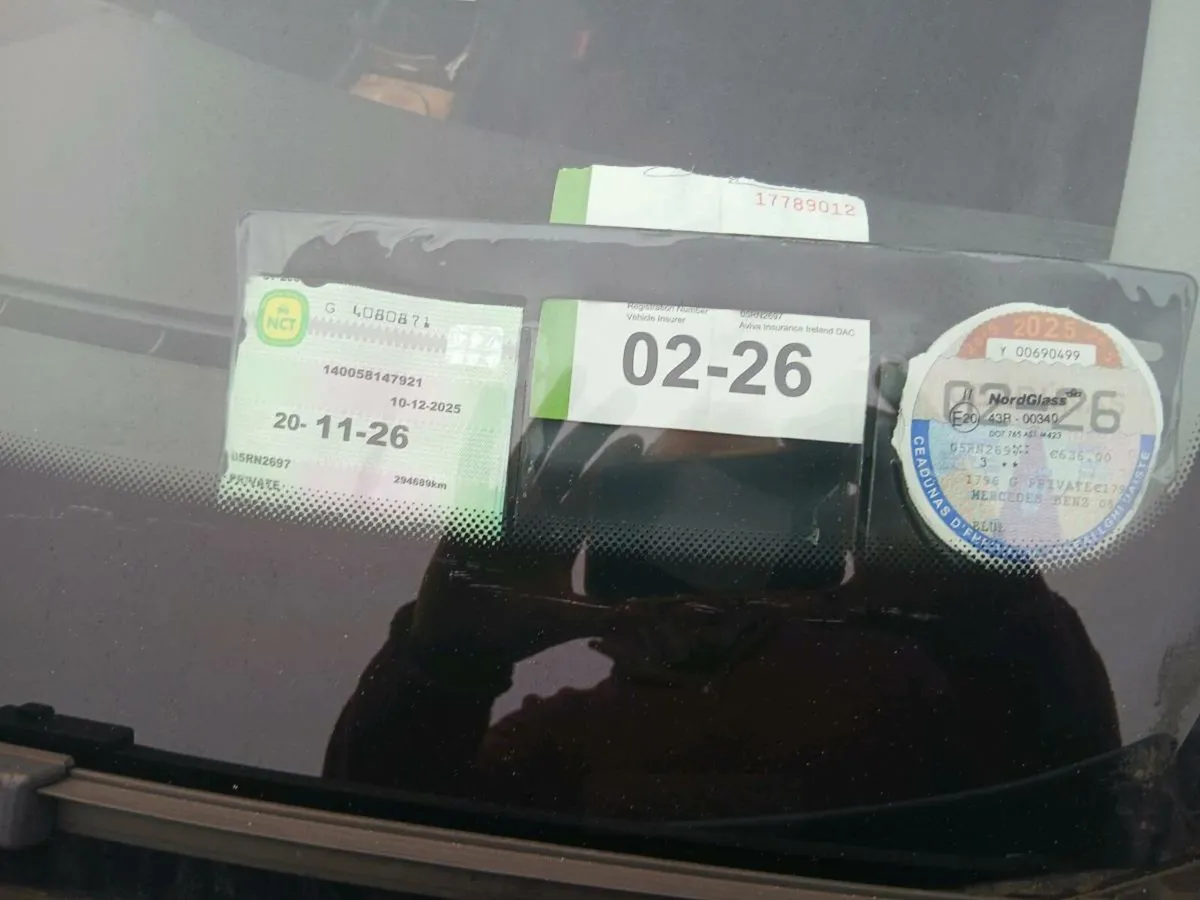 17789012
NCT
G 4080871
140058147921
10-12-2025
20- 11-26
05RN2697
PRIVATE
294689km
Registration Number 05RN2697
Vehicle Insurer Aviva Insurance Ireland DAC
02-26
2025
Y 00690499
02-26
NordGlass
E20 43R - 00340
05RN2697
€636.00
3 **
1796 G PRIVATE
MERCEDES BENZ
BLUE